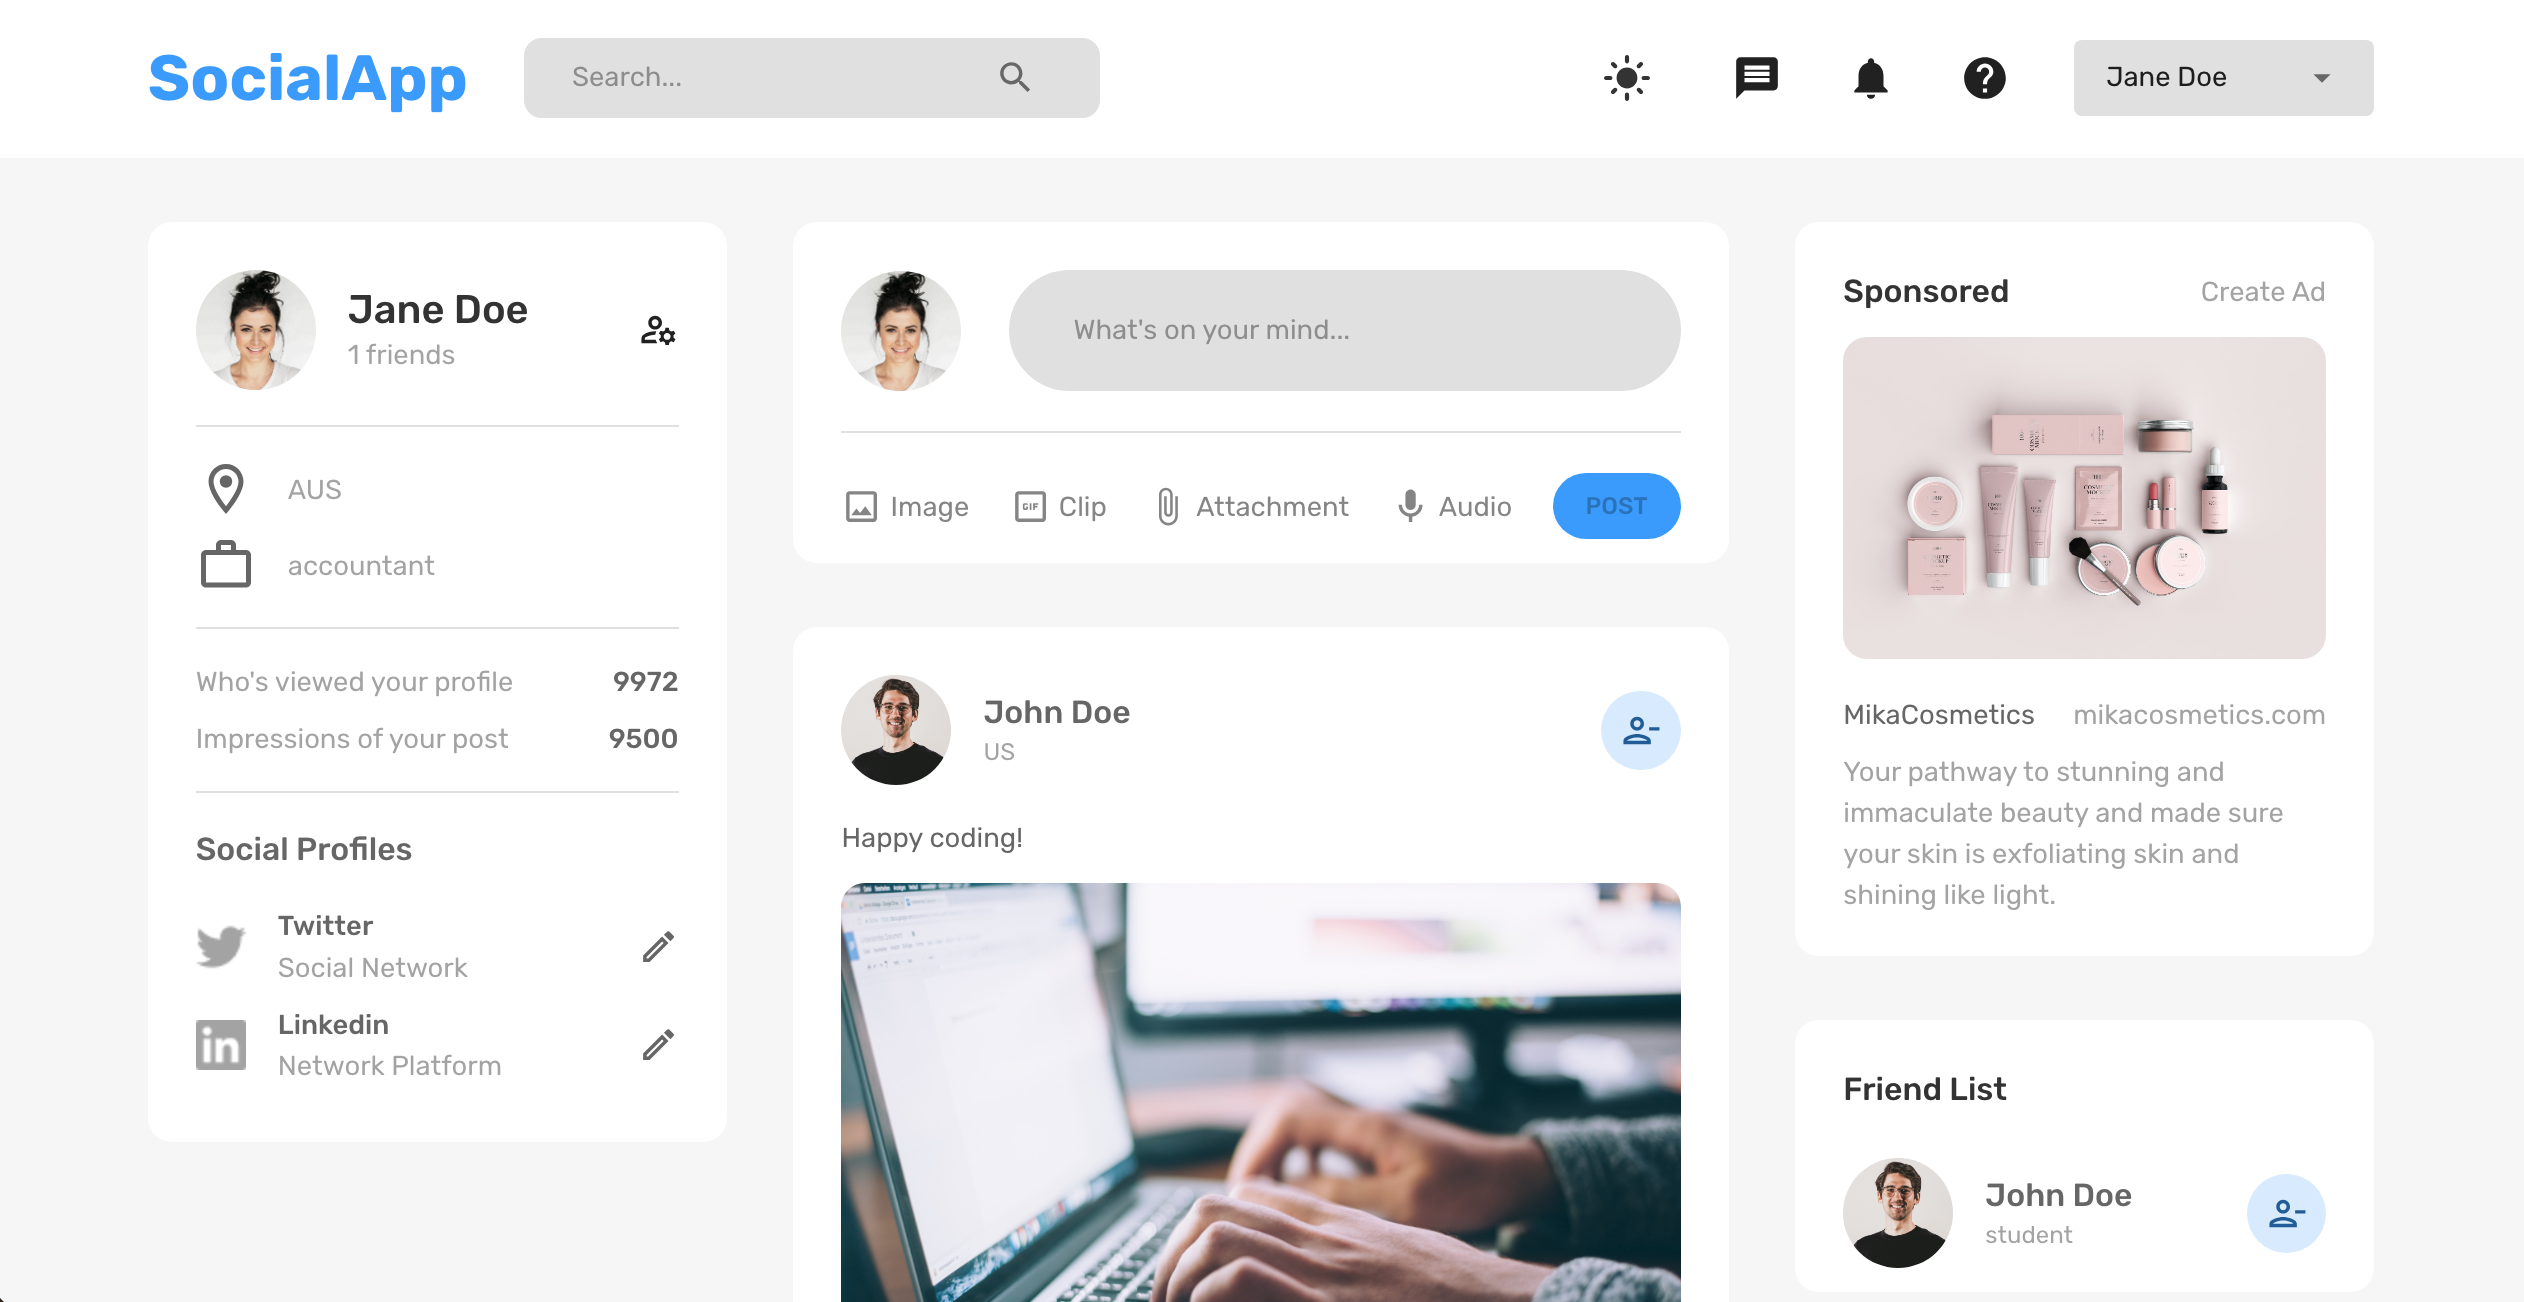 SocialApp
Search...
Jane Doe
Jane Doe
1 friends
AUS
accountant
Who's viewed your profile 9972
Impressions of your post 9500
Social Profiles
Twitter
Social Network
Linkedin
Network Platform
What's on your mind...
Image GIF Clip Attachment Audio POST
John Doe
US
Happy coding!
Sponsored Create Ad
MikaCosmetics mikacosmetics.com
Your pathway to stunning and
immaculate beauty and made sure
your skin is exfoliating skin and
shining like light.
Friend List
John Doe
student